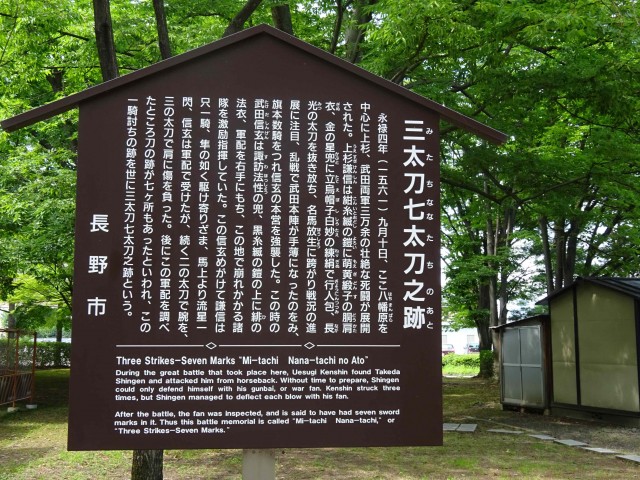 三太刀七太刀之跡
みたちななたちのあと
永禄四年(一五六一)九月十日、ここ八幡原を
中心に上杉、武田両軍三万余の壮絶な死闘が展開
された。上杉謙信は紺糸縅の鎧に萌黄緞子の胴肩
衣、金の星兜に立烏帽子白妙の練絹で行人包、長
光の太刀を抜き放ち、名馬放生に跨がり戦況の進
展に注目、乱戦で武田本陣が手薄になったのをみ、
旗本数騎をつれ信玄の本営を強襲した。この時の
武田信玄は諏訪法性の兜、黒糸縅の鎧の上に緋の
法衣、軍配を右手にもち、この地で崩れかかる諸
隊を激励指揮していた。この信玄めがけて謙信は
只一騎、隼の如く駆け寄りざま、馬上より流星一
閃、信玄は軍配で受けたが、続く二の太刀で腕を、
三の太刀で肩に傷を負った。後にこの軍配を調べ
たところ刀の跡が七ヶ所もあったといわれ、この
一騎討ちの跡を世に三太刀七太刀之跡という。
長野市
Three Strikes-Seven Marks "Mi-tachi Nana-tachi no Ato"
During the great battle that took place here, Uesugi Kenshin found Takeda
Shingen and attacked him from horseback. Without time to prepare, Shingen
could only defend himself with his gunbai, or war fan. Kenshin struck three
times, but Shingen managed to deflect each blow with his fan.
After the battle, the fan was inspected, and is said to have had seven sword
marks in it. Thus this battle memorial is called "Mi-tachi Nana-tachi," or
"Three Strikes-Seven Marks."